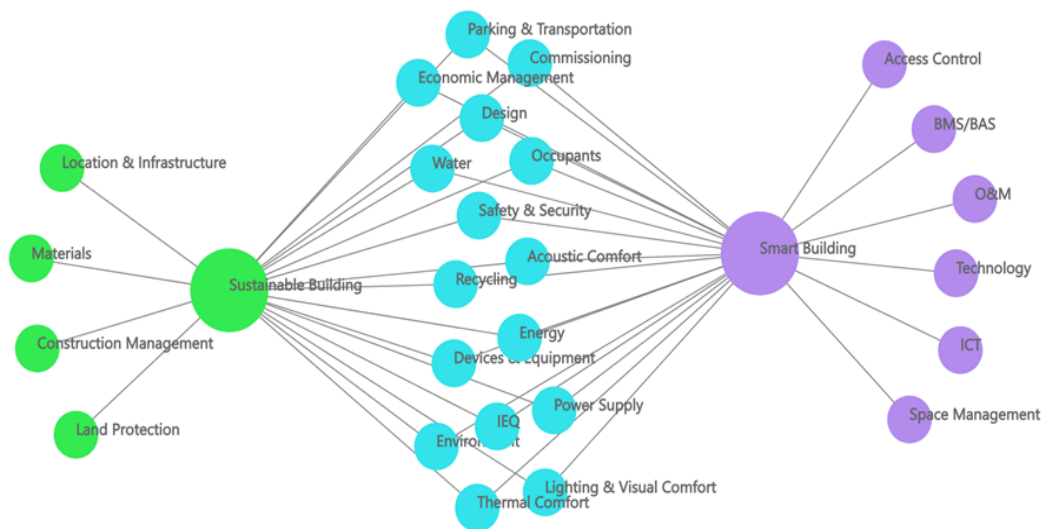 Parking & Transportation
Commissioning
Access Control
Economic Management
Design
BMS/BAS
Location & Infrastructure
Water
Occupants
O&M
Safety & Security
Materials
Smart Building
Acoustic Comfort
Technology
Sustainable Building
Recycling
Energy
Construction Management
ICT
Devices & Equipment
Power Supply
Space Management
IEQ
Land Protection
Environment
Lighting & Visual Comfort
Thermal Comfort